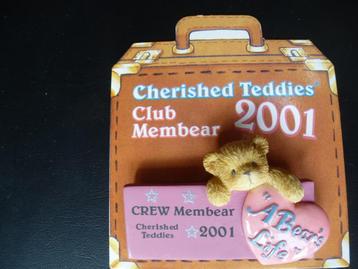 Cherished Teddies
Club
Membear
2001
CREW Membear
Cherished
Teddies
2001
"A Bear's
Life"